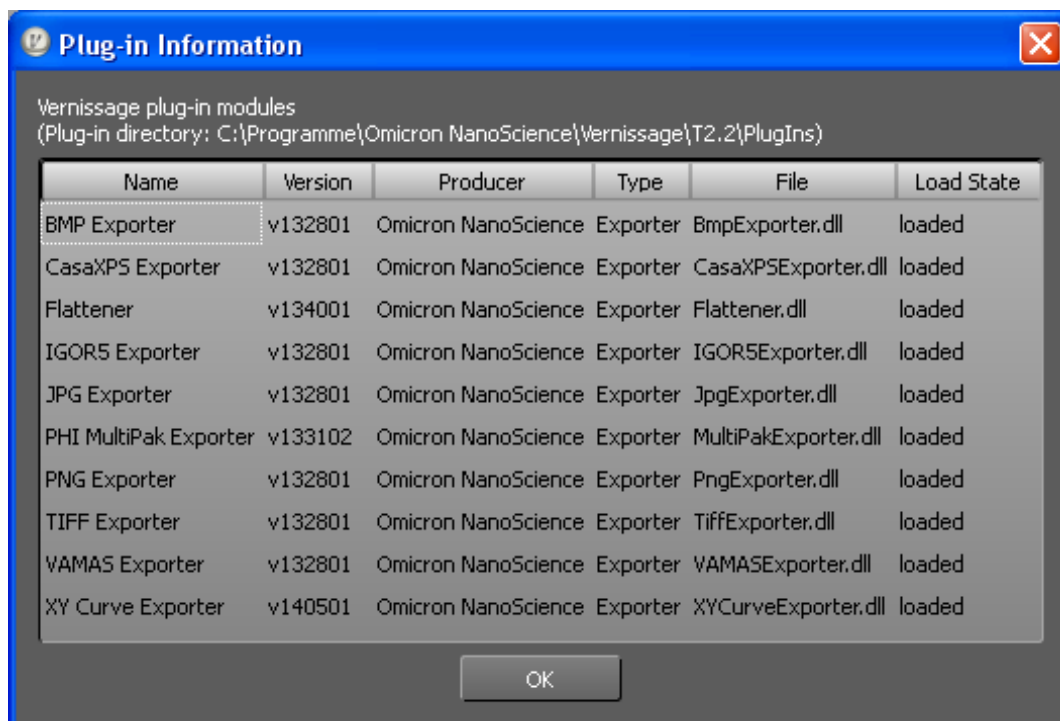 Plug-in Information
Vernissage plug-in modules
(Plug-in directory: C:\Programme\Omicron NanoScience\Vernissage\T2.2\PlugIns)
Name Version Producer Type File Load State
BMP Exporter v132801 Omicron NanoScience Exporter BmpExporter.dll loaded
CasaXPS Exporter v132801 Omicron NanoScience Exporter CasaXPSExporter.dll loaded
Flattener v134001 Omicron NanoScience Exporter Flattener.dll loaded
IGOR5 Exporter v132801 Omicron NanoScience Exporter IGOR5Exporter.dll loaded
JPG Exporter v132801 Omicron NanoScience Exporter JpgExporter.dll loaded
PHI MultiPak Exporter v133102 Omicron NanoScience Exporter MultiPakExporter.dll loaded
PNG Exporter v132801 Omicron NanoScience Exporter PngExporter.dll loaded
TIFF Exporter v132801 Omicron NanoScience Exporter TiffExporter.dll loaded
VAMAS Exporter v132801 Omicron NanoScience Exporter VAMASExporter.dll loaded
XY Curve Exporter v140501 Omicron NanoScience Exporter XYCurveExporter.dll loaded
OK